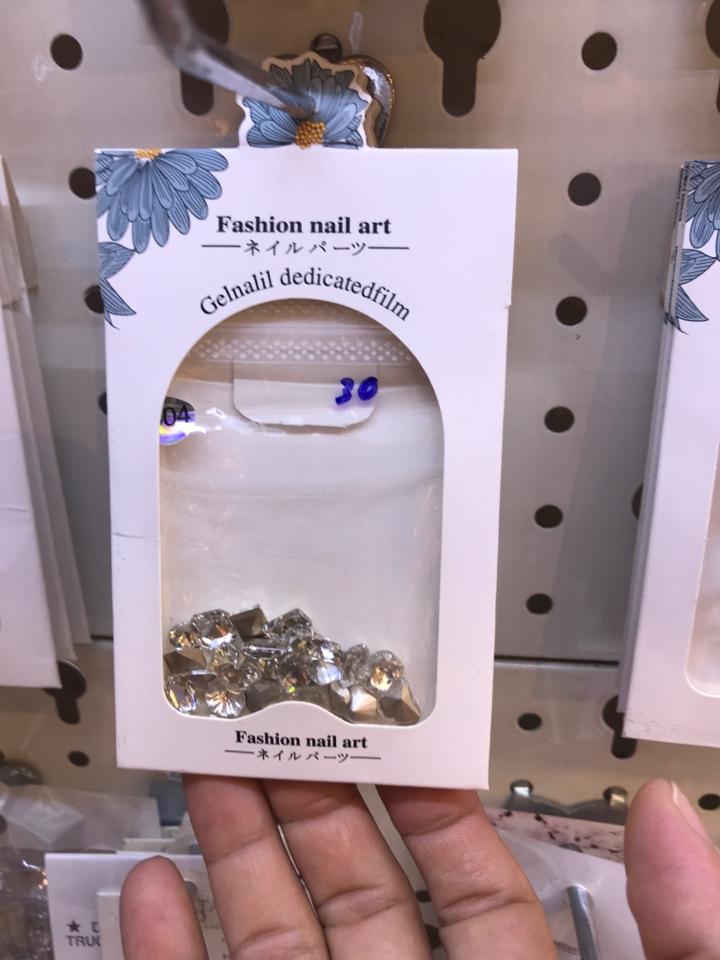 Fashion nail art
ネイルパーツ
Gelnalil dedicatedfilm
30
04
Fashion nail art
ネイルパーツ
★ D
TRUC